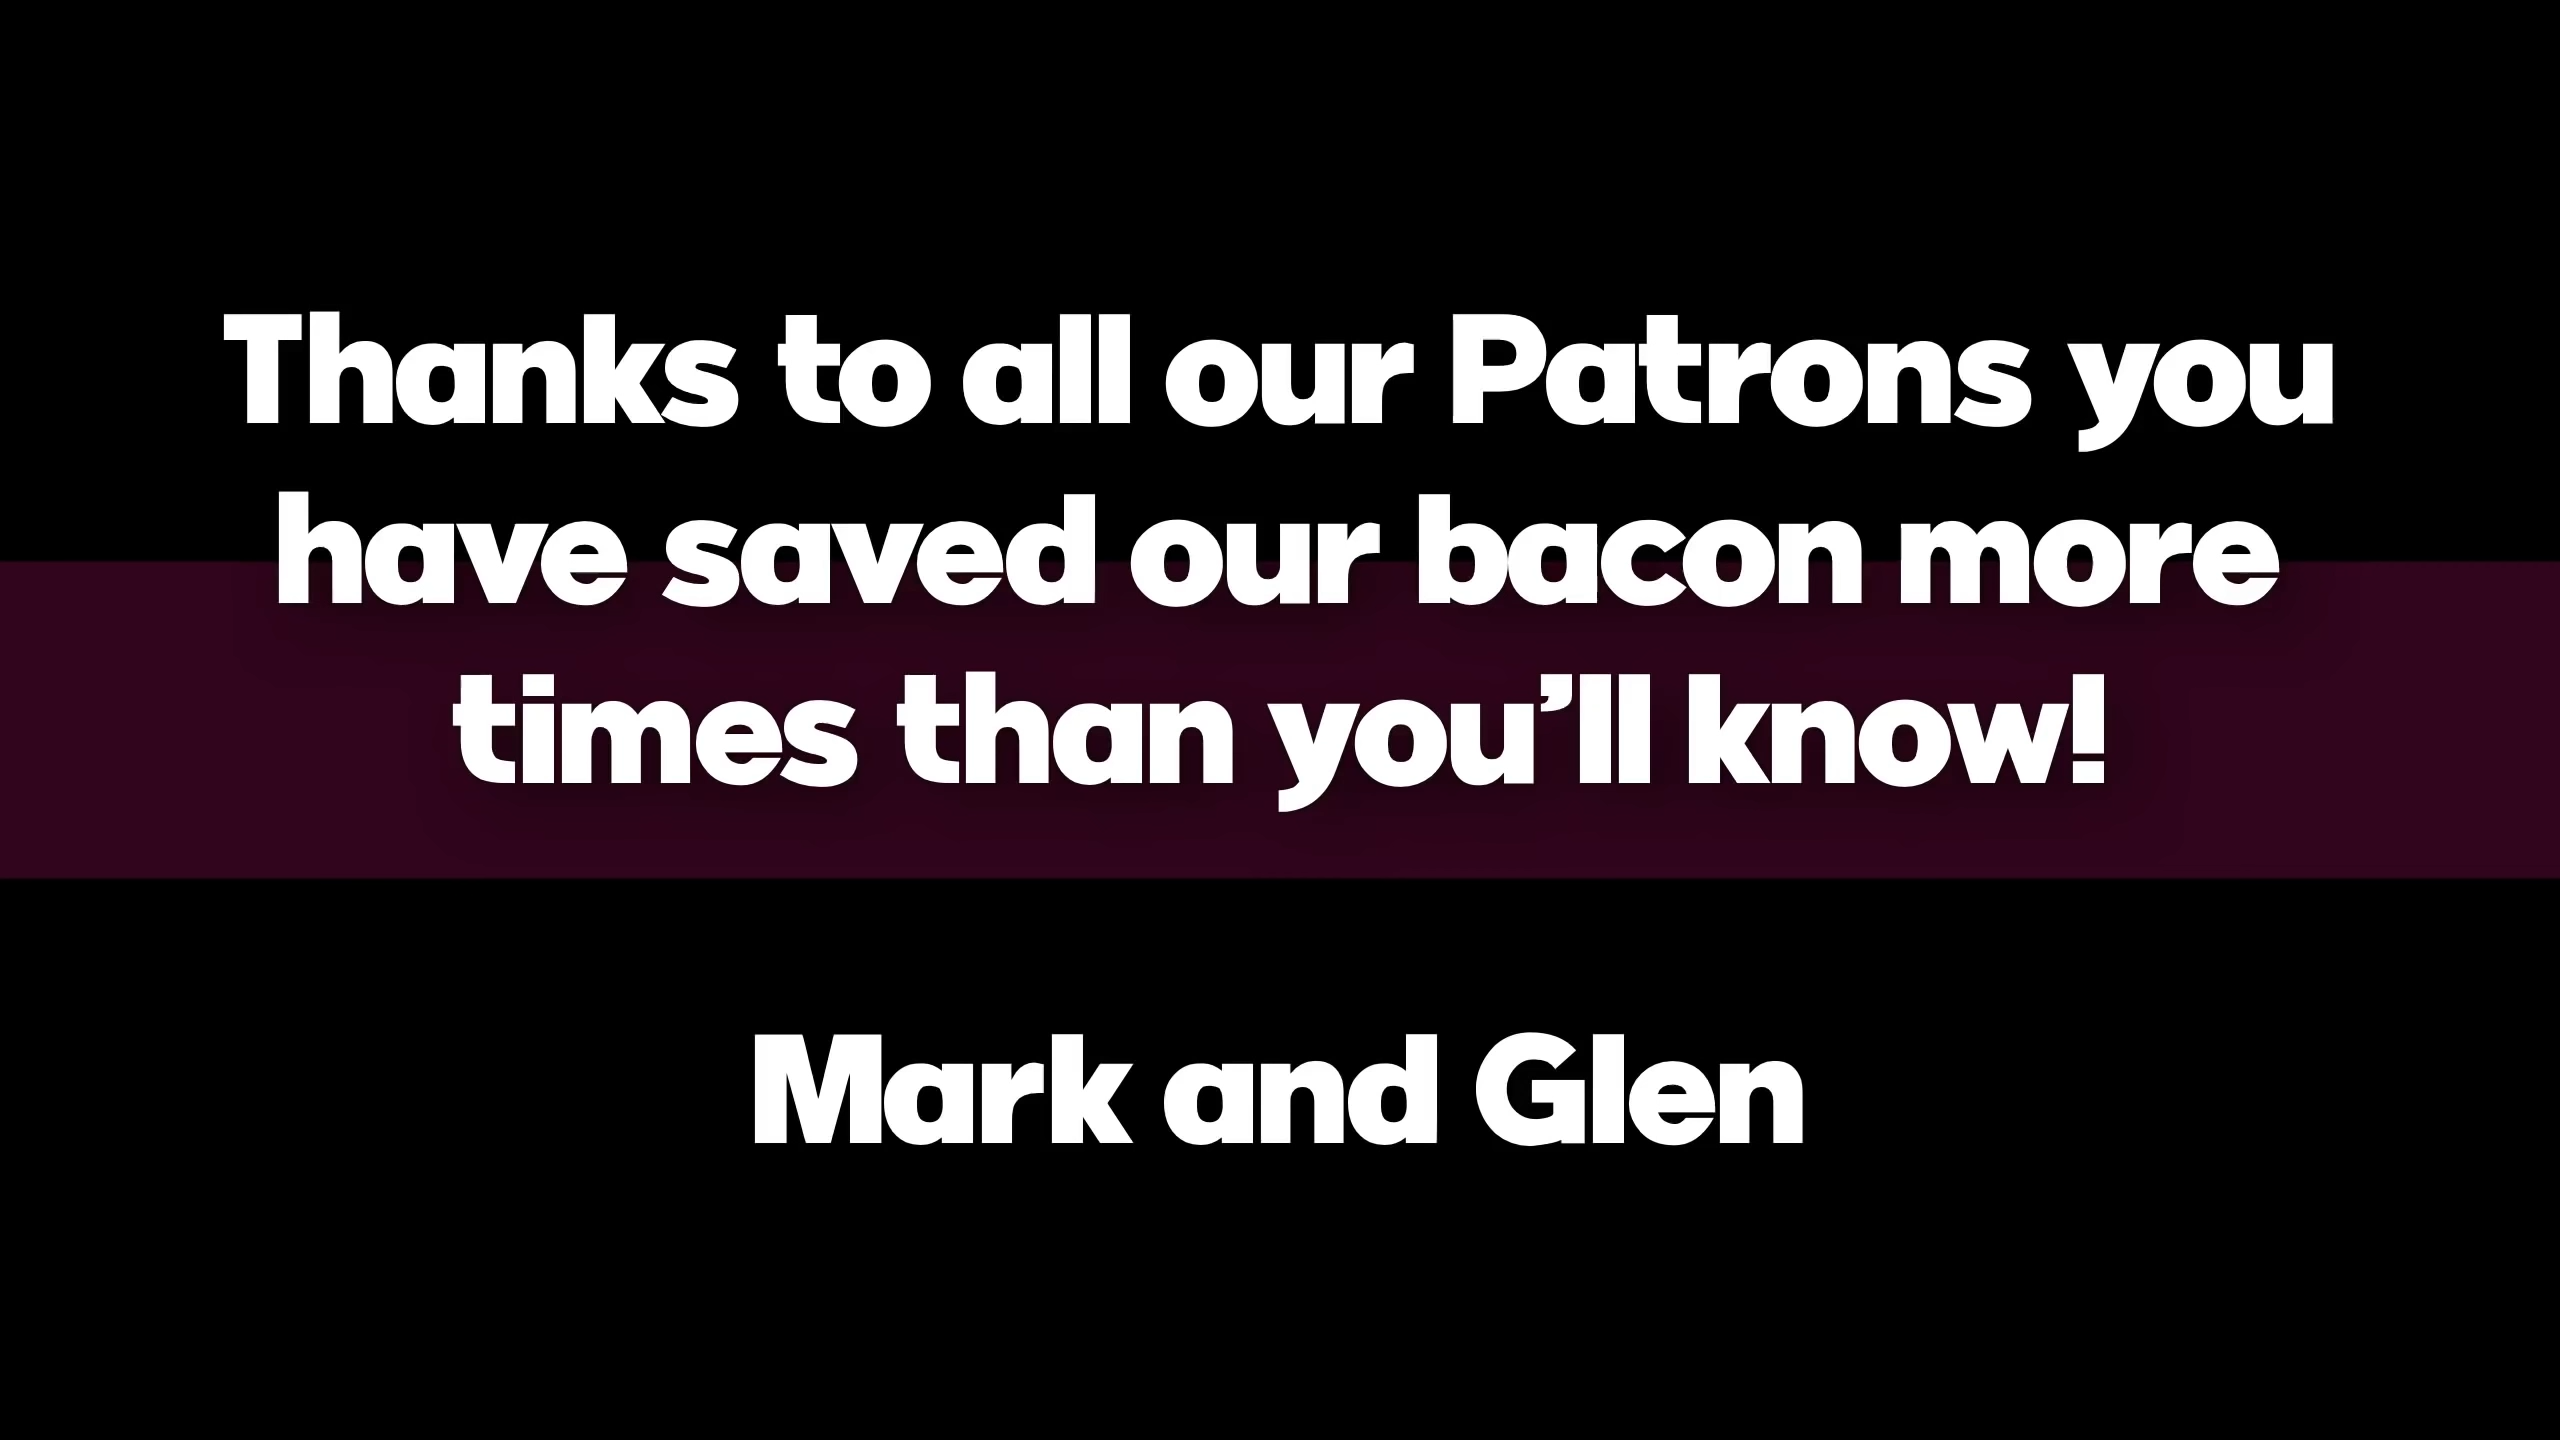 Thanks to all our Patrons you
have saved our bacon more
times than you’ll know!
Mark and Glen